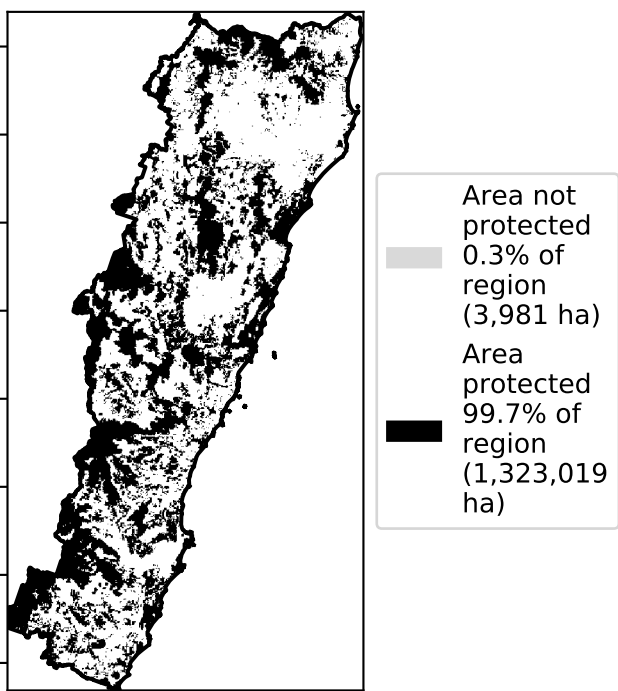 Area not
protected
0.3% of
region
(3,981 ha)
Area
protected
99.7% of
region
(1,323,019
ha)